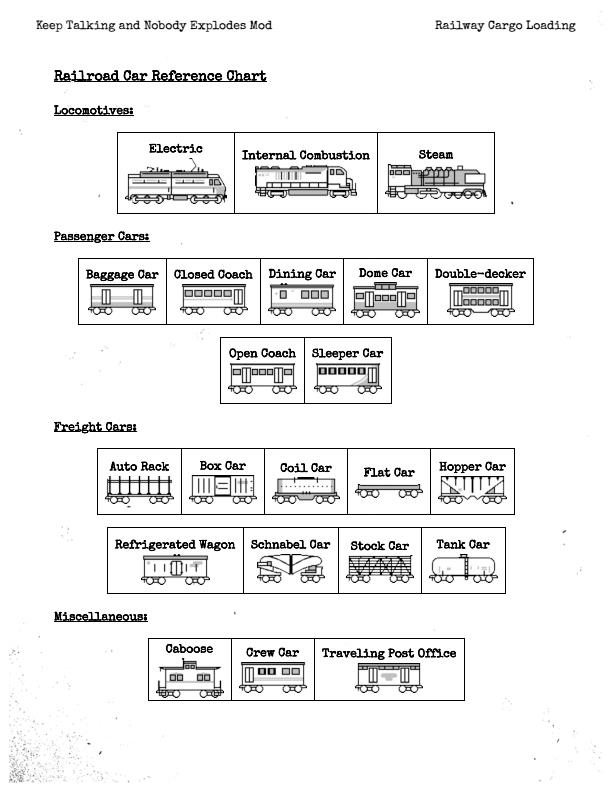 Keep Talking and Nobody Explodes Mod Railway Cargo Loading
Railroad Car Reference Chart
Locomotives:
Electric Internal Combustion Steam
Passenger Cars:
Baggage Car Closed Coach Dining Car Dome Car Double-decker
Open Coach Sleeper Car
Freight Cars:
Auto Rack Box Car Coil Car Flat Car Hopper Car
Refrigerated Wagon Schnabel Car Stock Car Tank Car
Miscellaneous:
Caboose Crew Car Traveling Post Office